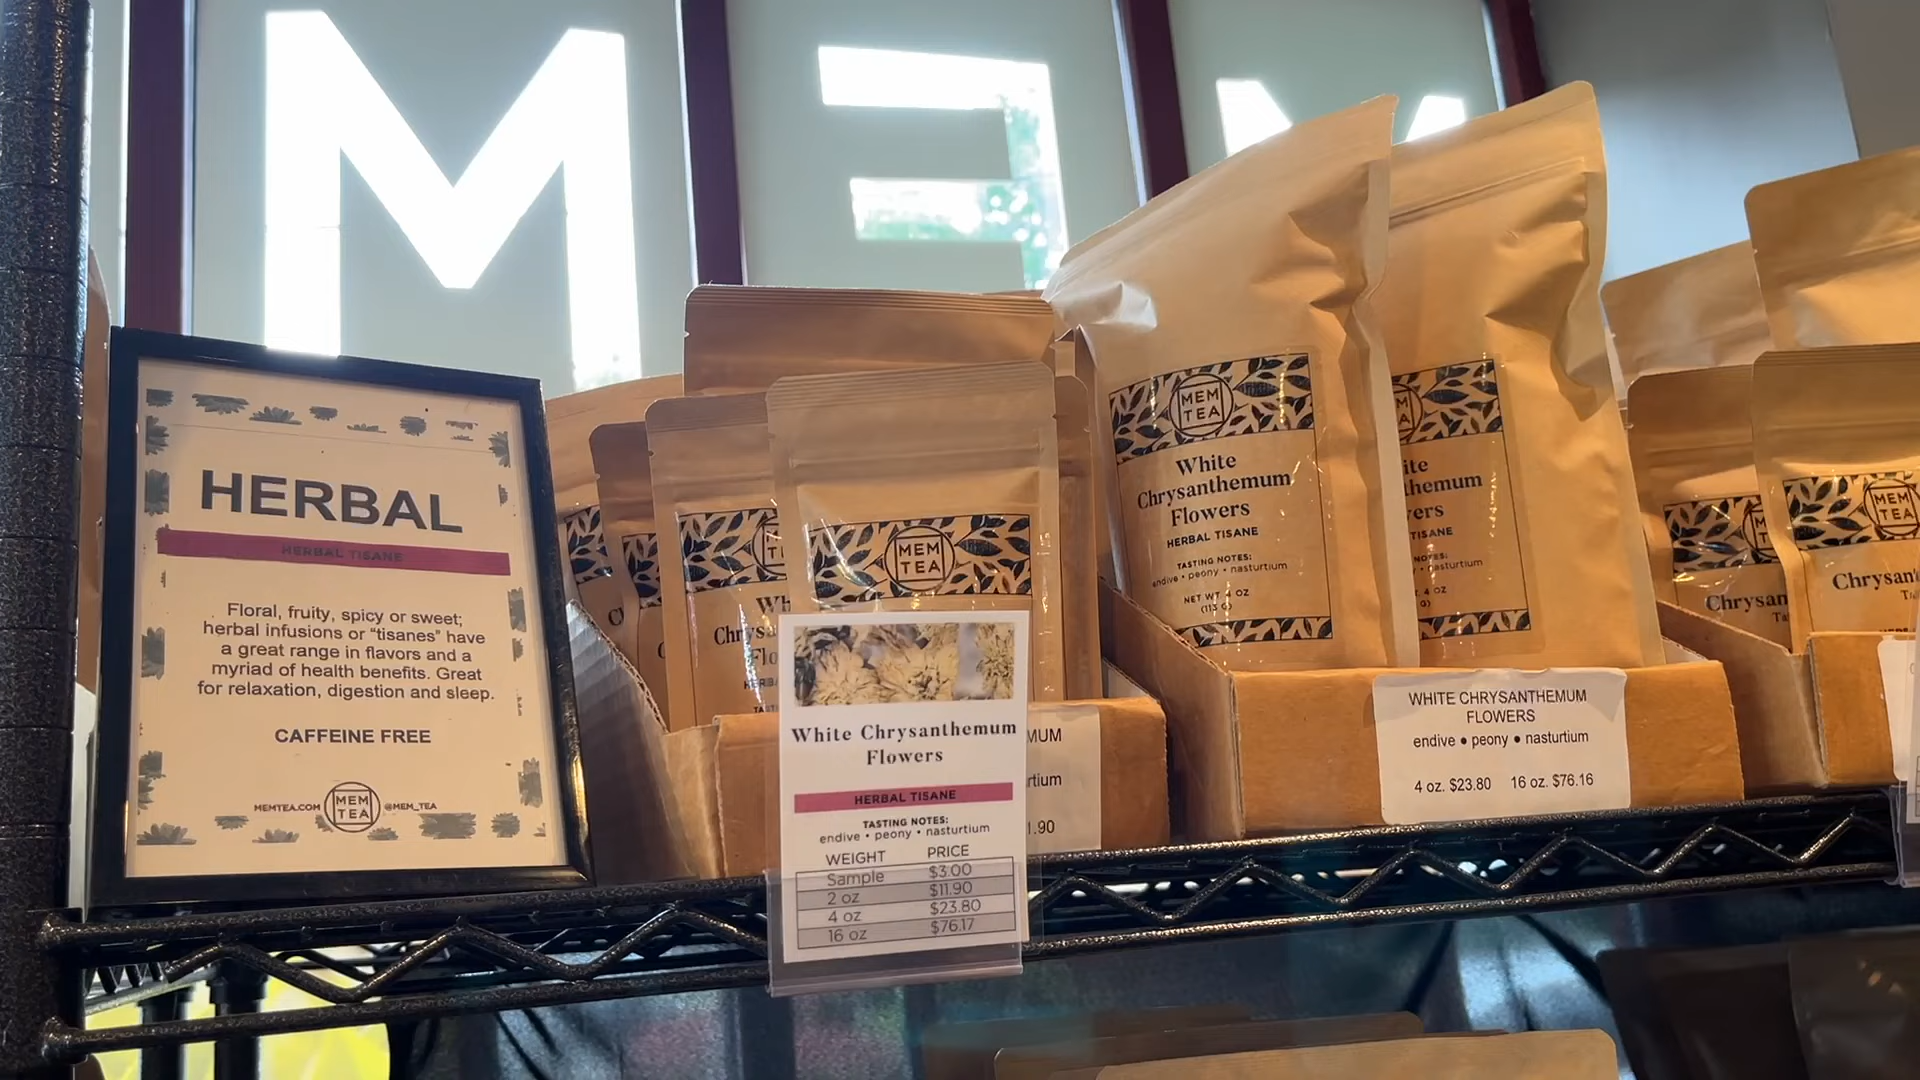 MEM
HERBAL
HERBAL TISANE
Floral, fruity, spicy or sweet;
herbal infusions or “tisanes” have
a great range in flavors and a
myriad of health benefits. Great
for relaxation, digestion and sleep.
CAFFEINE FREE
MEMTEA.COM
MEM
TEA
@MEM_TEA
MEM
TEA
White Chrysanthemum
Flowers
HERBAL TISANE
TASTING NOTES:
endive • peony • nasturtium
WEIGHT PRICE
Sample $3.00
2 oz $11.90
4 oz $23.80
16 oz $76.17
MEM
TEA
White
Chrysanthemum
Flowers
HERBAL TISANE
TASTING NOTES:
endive • peony • nasturtium
NET WT 4 OZ
(113 G)
WHITE CHRYSANTHEMUM
FLOWERS
endive • peony • nasturtium
4 oz. $23.80 16 oz. $76.16
MEM
TEA